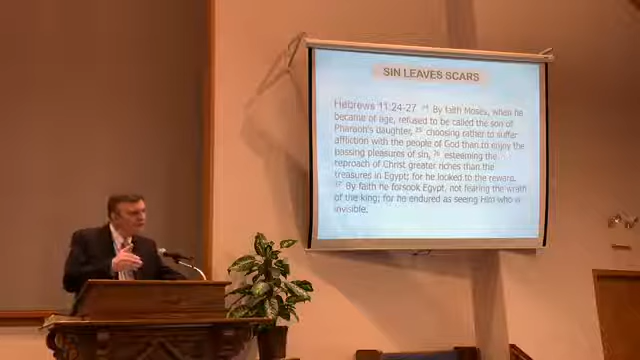 SIN LEAVES SCARS
Hebrews 11:24-27 24 By faith Moses, when he
became of age, refused to be called the son of
Pharaoh's daughter, 25 choosing rather to suffer
affliction with the people of God than to enjoy the
passing pleasures of sin, 26 esteeming the
reproach of Christ greater riches than the
treasures in Egypt; for he looked to the reward.
27 By faith he forsook Egypt, not fearing the wrath
of the king; for he endured as seeing Him who is
invisible.